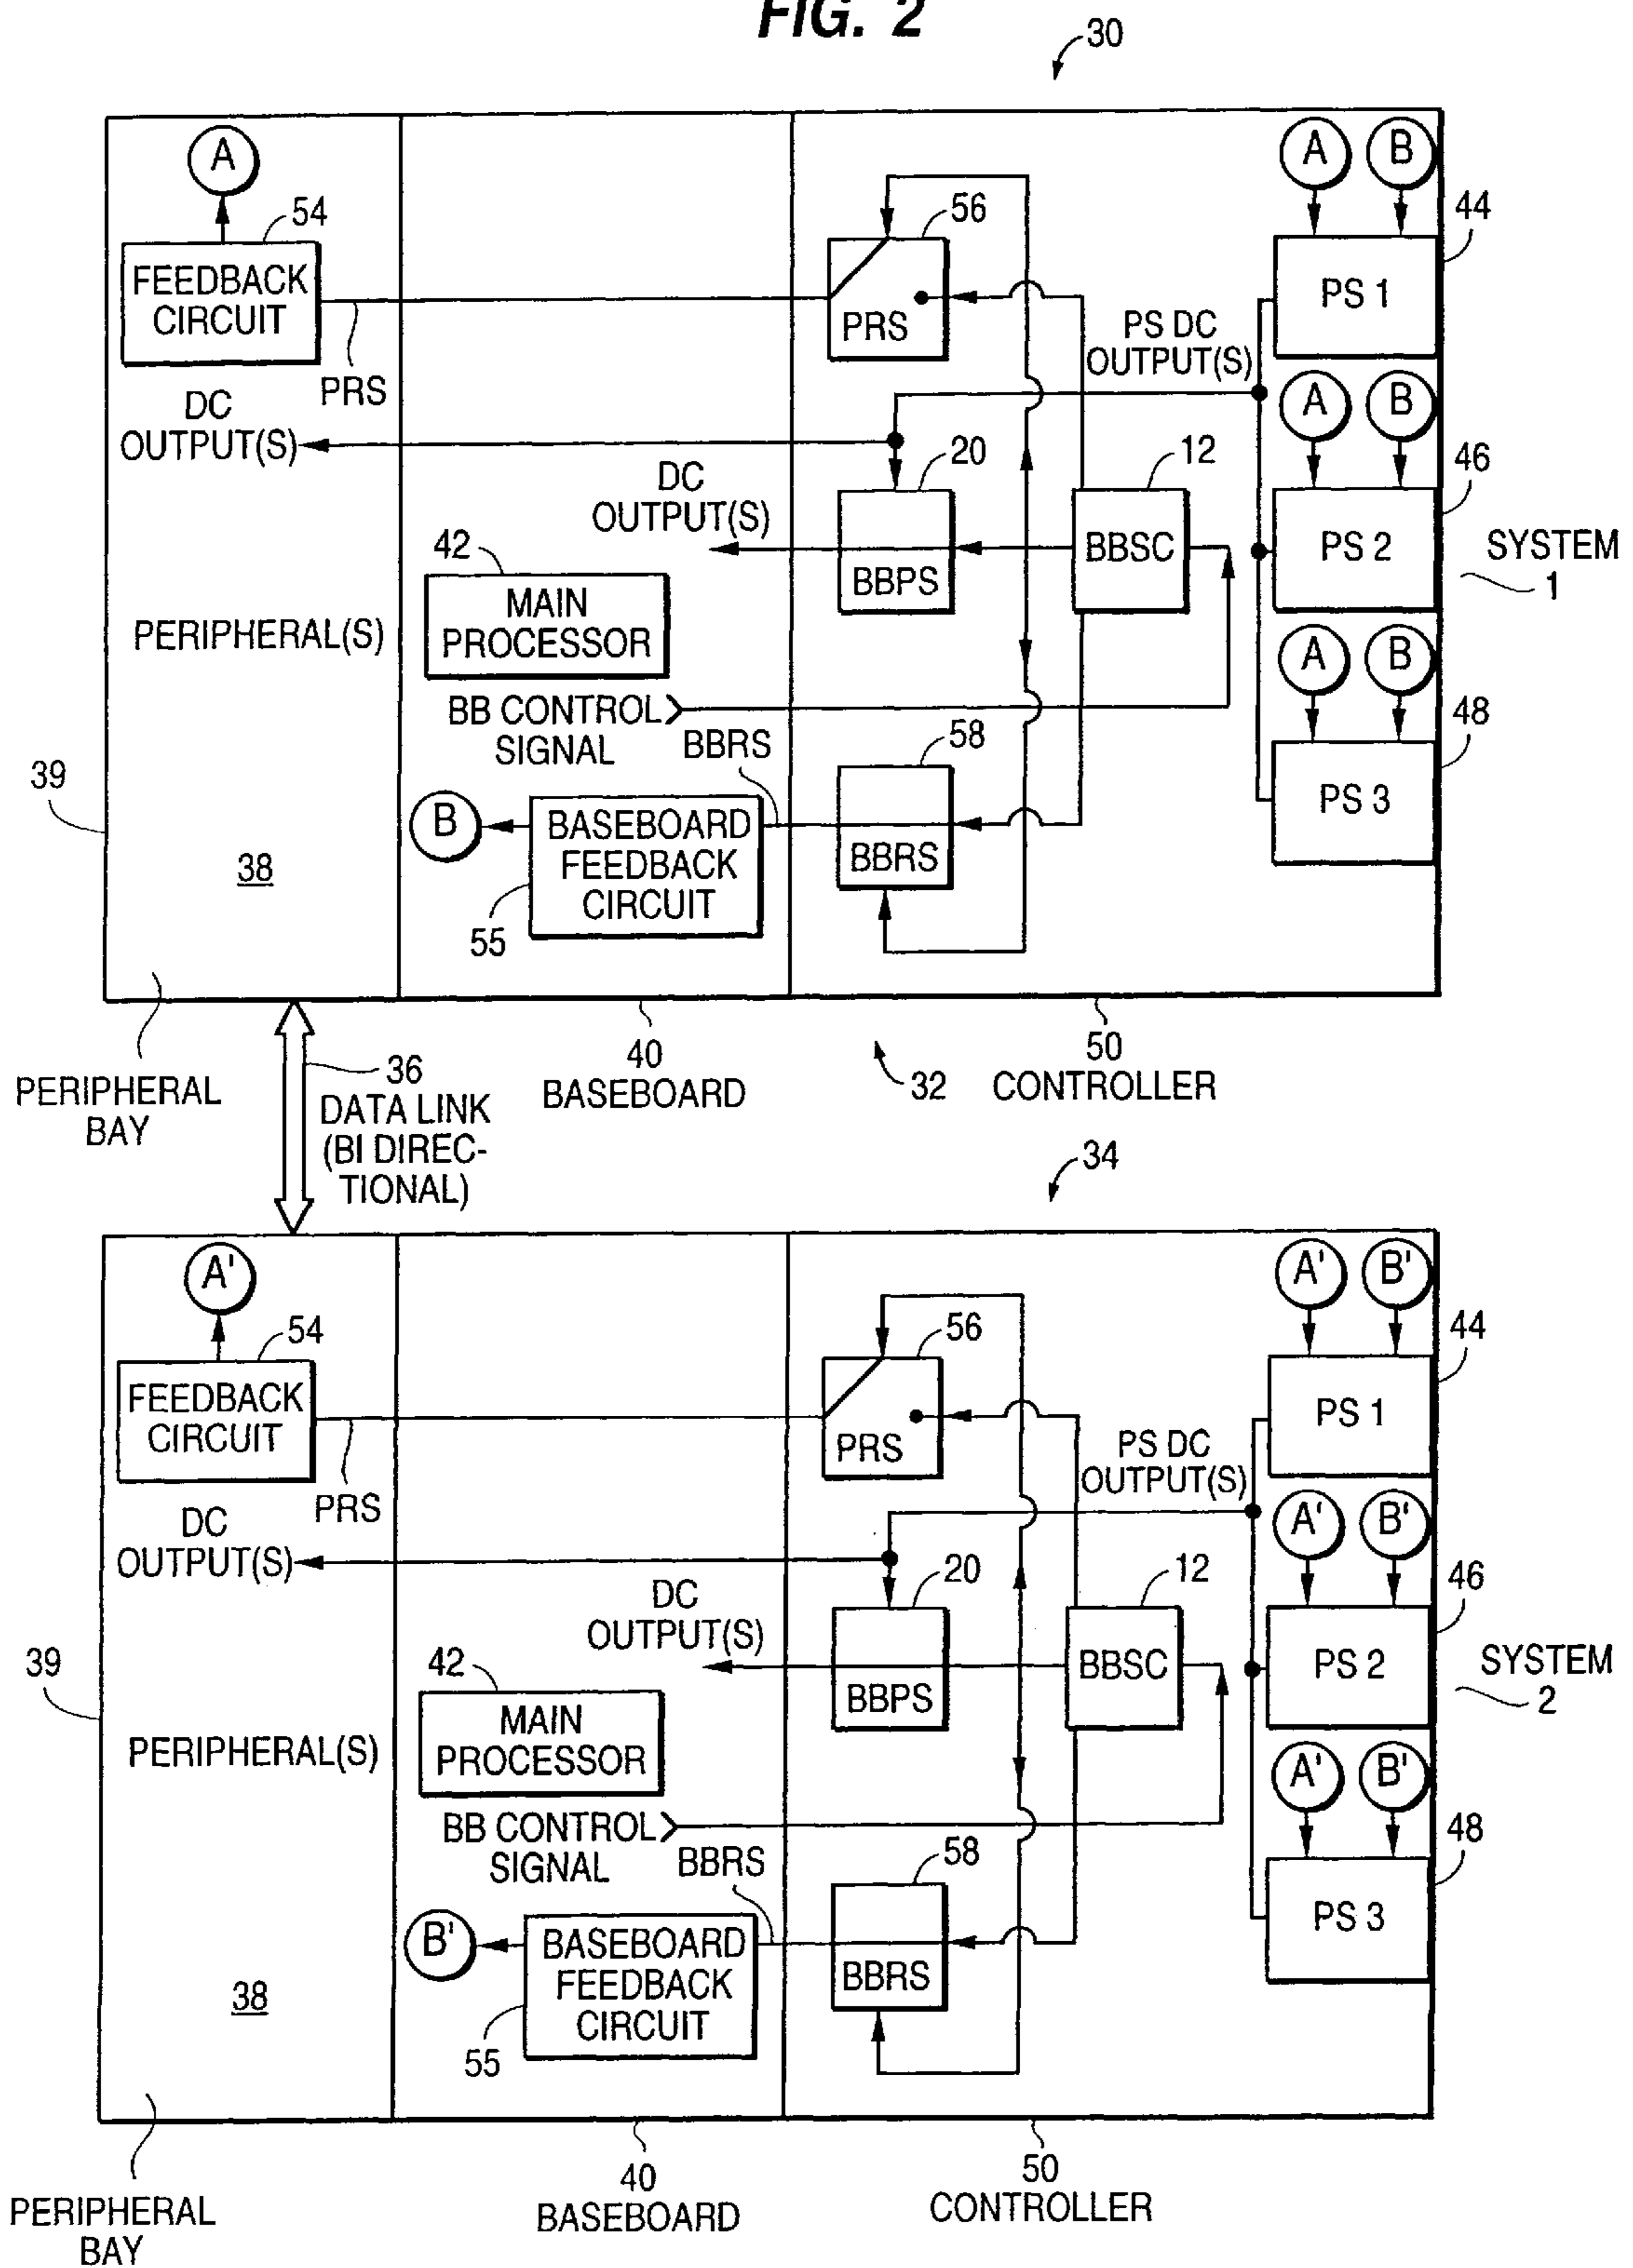 FIG. 2
30
A
A
B
54
56
44
FEEDBACK
CIRCUIT
PRS
PS 1
PS DC
OUTPUT(S)
PRS
DC
OUTPUT(S)
A
B
20
12
46
DC
OUTPUT(S)
42
BBSC
PS 2
SYSTEM
1
BBPS
MAIN
PROCESSOR
PERIPHERAL(S)
A
B
BB CONTROL
SIGNAL
BBRS
58
48
39
PS 3
B
BASEBOARD
FEEDBACK
CIRCUIT
BBRS
38
55
40
BASEBOARD
50
CONTROLLER
32
36
DATA LINK
(BI DIREC-
TIONAL)
PERIPHERAL
BAY
34
A'
A'
B'
54
56
44
FEEDBACK
CIRCUIT
PRS
PS 1
PS DC
OUTPUT(S)
PRS
DC
OUTPUT(S)
A'
B'
20
12
46
DC
OUTPUT(S)
42
BBSC
PS 2
SYSTEM
2
39
BBPS
MAIN
PROCESSOR
PERIPHERAL(S)
A'
B'
BB CONTROL
SIGNAL
BBRS
58
48
PS 3
B'
BASEBOARD
FEEDBACK
CIRCUIT
BBRS
38
55
40
BASEBOARD
50
CONTROLLER
PERIPHERAL
BAY